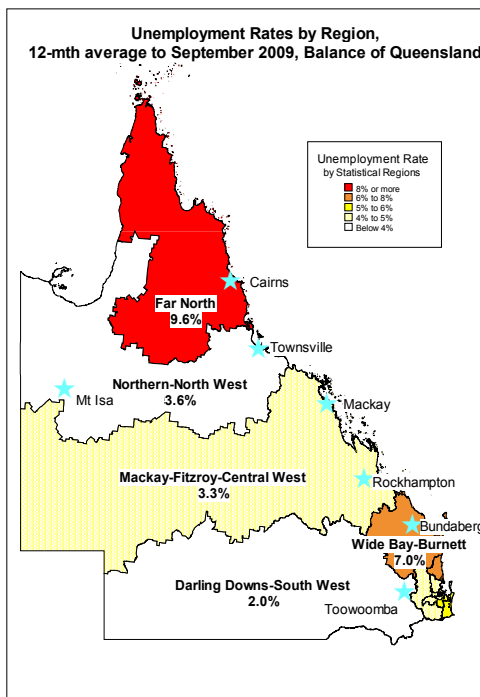 Unemployment Rates by Region,
12-mth average to September 2009, Balance of Queensland
Unemployment Rate
by Statistical Regions
8% or more
6% to 8%
5% to 6%
4% to 5%
Below 4%
Cairns
Far North
9.6%
Townsville
Northern-North West
3.6%
Mt Isa
Mackay
Mackay-Fitzroy-Central West
3.3%
Rockhampton
Bundaberg
Wide Bay-Burnett
7.0%
Darling Downs-South West
2.0%
Toowoomba